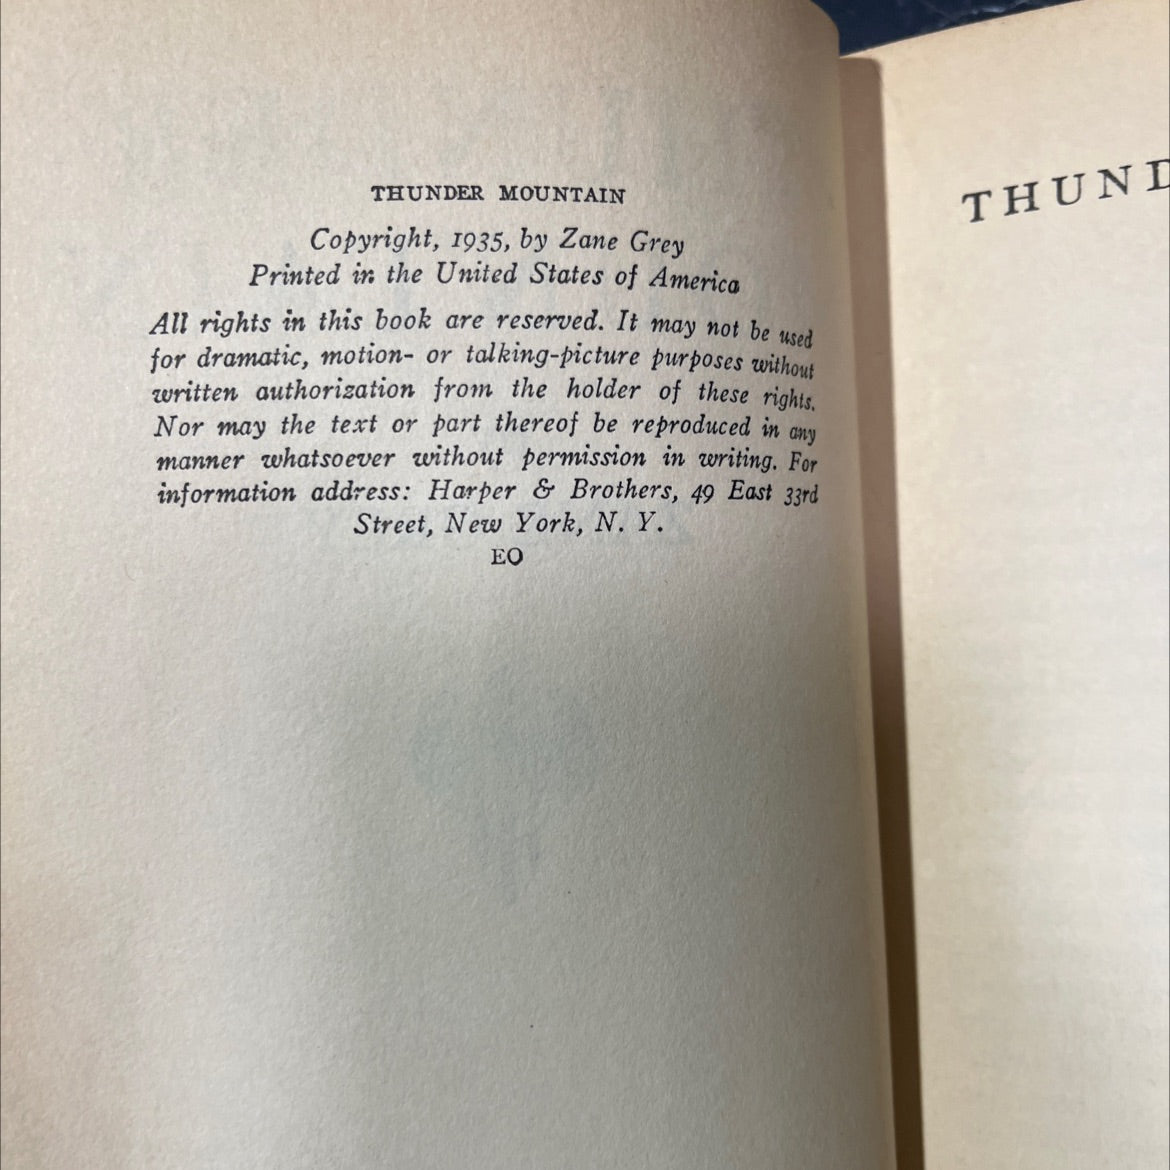 THUNDER MOUNTAIN
Copyright, 1935, by Zane Grey
Printed in the United States of America
All rights in this book are reserved. It may not be used
for dramatic, motion- or talking-picture purposes without
written authorization from the holder of these rights.
Nor may the text or part thereof be reproduced in any
manner whatsoever without permission in writing. For
information address: Harper & Brothers, 49 East 33rd
Street, New York, N. Y.
EO
THUND